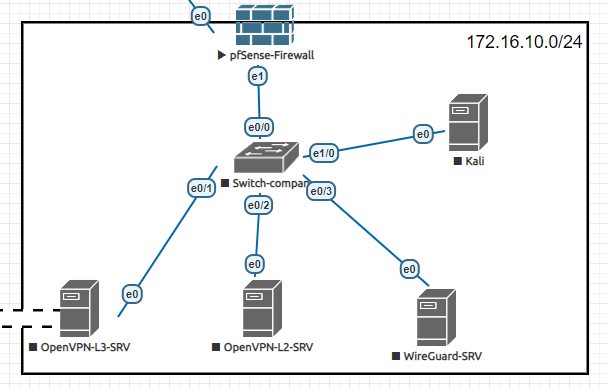 e0
172.16.10.0/24
▶ pfSense-Firewall
e1
e0/0
e0
e1/0
■ Kali
■ Switch-compan
e0/1
e0/3
e0/2
e0
e0
e0
■ OpenVPN-L3-SRV
■ OpenVPN-L2-SRV
■ WireGuard-SRV